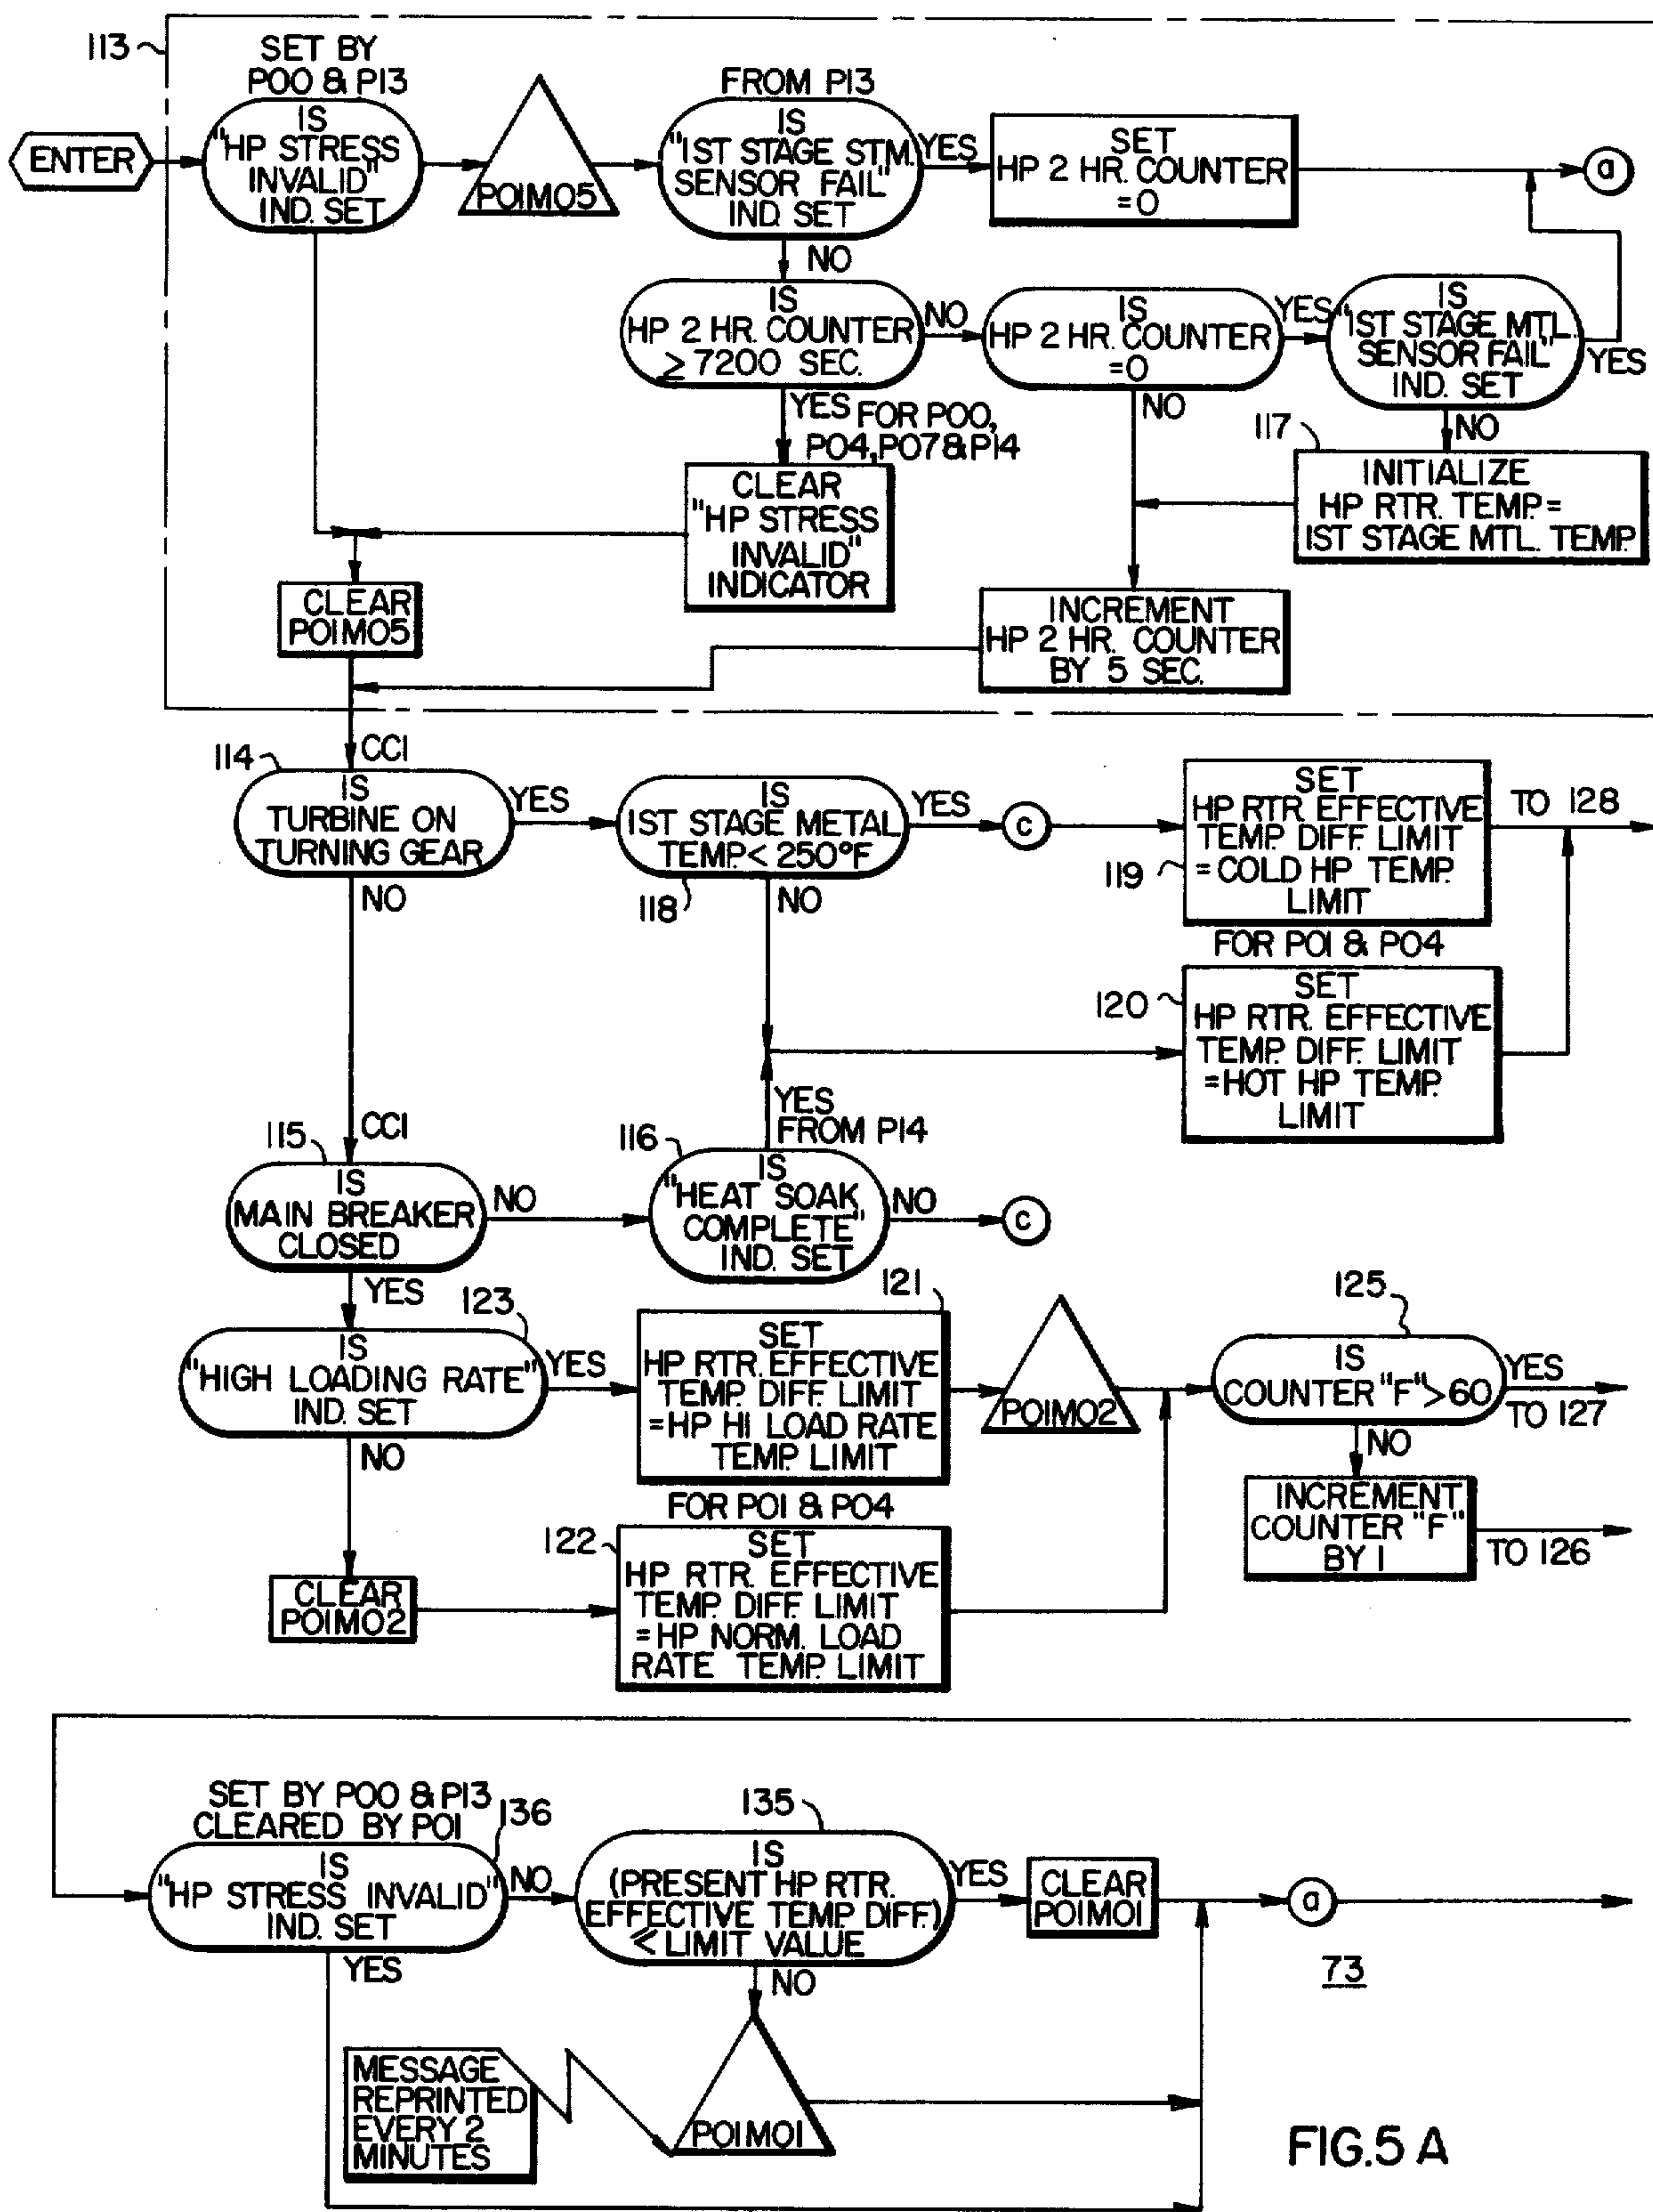 113
SET BY
P00 & P13
IS
"HP STRESS
INVALID"
IND. SET
ENTER
P01M05
FROM P13
IS
"1ST STAGE STM.
SENSOR FAIL"
IND. SET
YES
NO
SET
HP 2 HR. COUNTER
=0
a
IS
HP 2 HR. COUNTER
≥ 7200 SEC.
NO
YES FOR P00,
P04, P07 & P14
IS
HP 2 HR. COUNTER
=0
YES
NO
IS
"1ST STAGE MTL.
SENSOR FAIL"
IND. SET
YES
NO
117
INITIALIZE
HP RTR. TEMP. =
1ST STAGE MTL. TEMP.
CLEAR
"HP STRESS
INVALID"
INDICATOR
CLEAR
P01M05
INCREMENT
HP 2 HR. COUNTER
BY 5 SEC.
CCI
114
IS
TURBINE ON
TURNING GEAR
YES
NO
IS
1ST STAGE METAL
TEMP. < 250°F
118
YES
NO
c
SET
HP RTR. EFFECTIVE
TEMP. DIFF. LIMIT
= COLD HP TEMP.
LIMIT
119
TO 128
FOR P01 & P04
120
SET
HP RTR. EFFECTIVE
TEMP. DIFF. LIMIT
= HOT HP TEMP.
LIMIT
CCI
115
IS
MAIN BREAKER
CLOSED
NO
YES
YES
FROM P14
116
IS
"HEAT SOAK
COMPLETE"
IND. SET
NO
c
123
IS
"HIGH LOADING RATE"
IND. SET
YES
NO
121
SET
HP RTR. EFFECTIVE
TEMP. DIFF. LIMIT
= HP HI LOAD RATE
TEMP. LIMIT
P01M02
125
IS
COUNTER "F" > 60
YES
TO 127
NO
INCREMENT
COUNTER "F"
BY 1
TO 126
FOR P01 & P04
122
SET
HP RTR. EFFECTIVE
TEMP. DIFF. LIMIT
= HP NORM. LOAD
RATE TEMP. LIMIT
CLEAR
P01M02
SET BY P00 & P13
CLEARED BY P01
136
IS
"HP STRESS INVALID"
IND. SET
NO
YES
135
IS
(PRESENT HP RTR.
EFFECTIVE TEMP. DIFF.)
≤ LIMIT VALUE
YES
NO
CLEAR
P01M01
a
73
MESSAGE
REPRINTED
EVERY 2
MINUTES
P01M01
FIG. 5 A